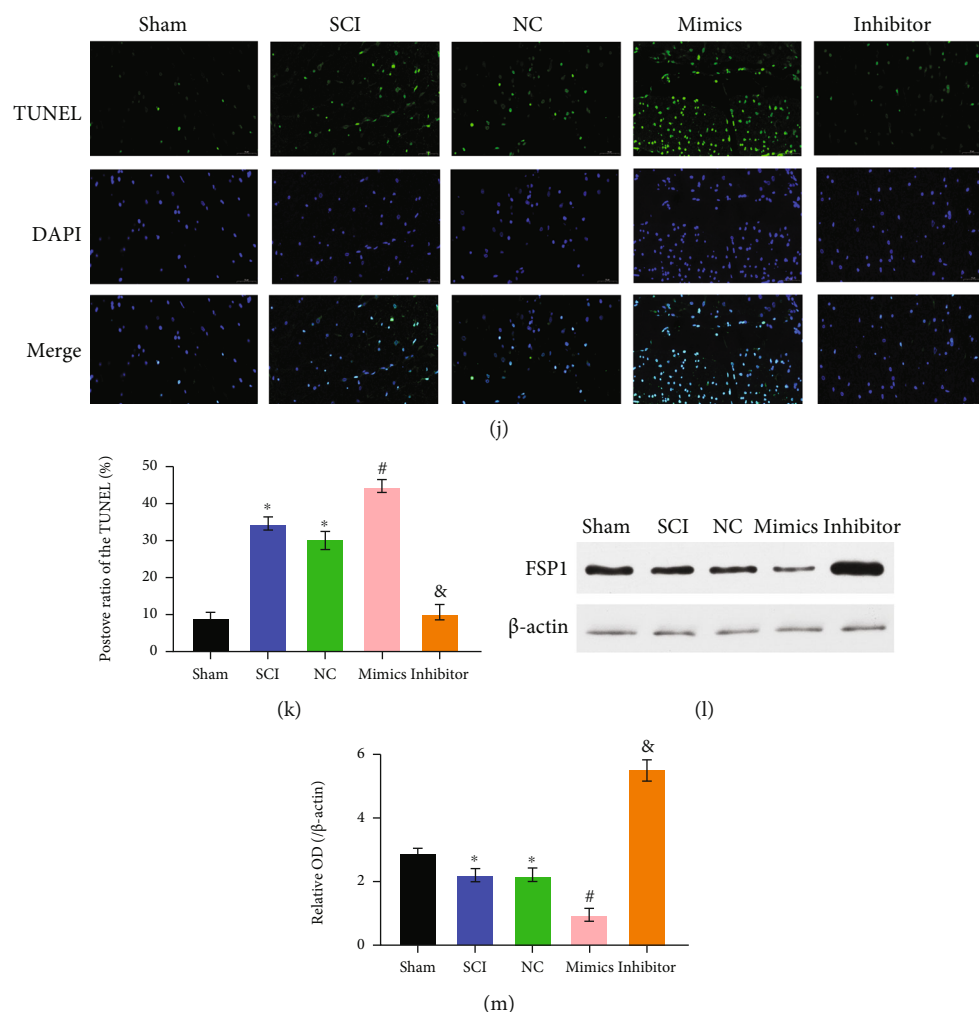 Sham SCI NC Mimics Inhibitor
TUNEL
DAPI
Merge
(j)
Postove ratio of the TUNEL (%)
50
40
30
20
10
0
* * # &
Sham SCI NC Mimics Inhibitor
(k)
Sham SCI NC Mimics Inhibitor
FSP1
β-actin
(l)
Relative OD (/β-actin)
6
4
2
0
* * # &
Sham SCI NC Mimics Inhibitor
(m)